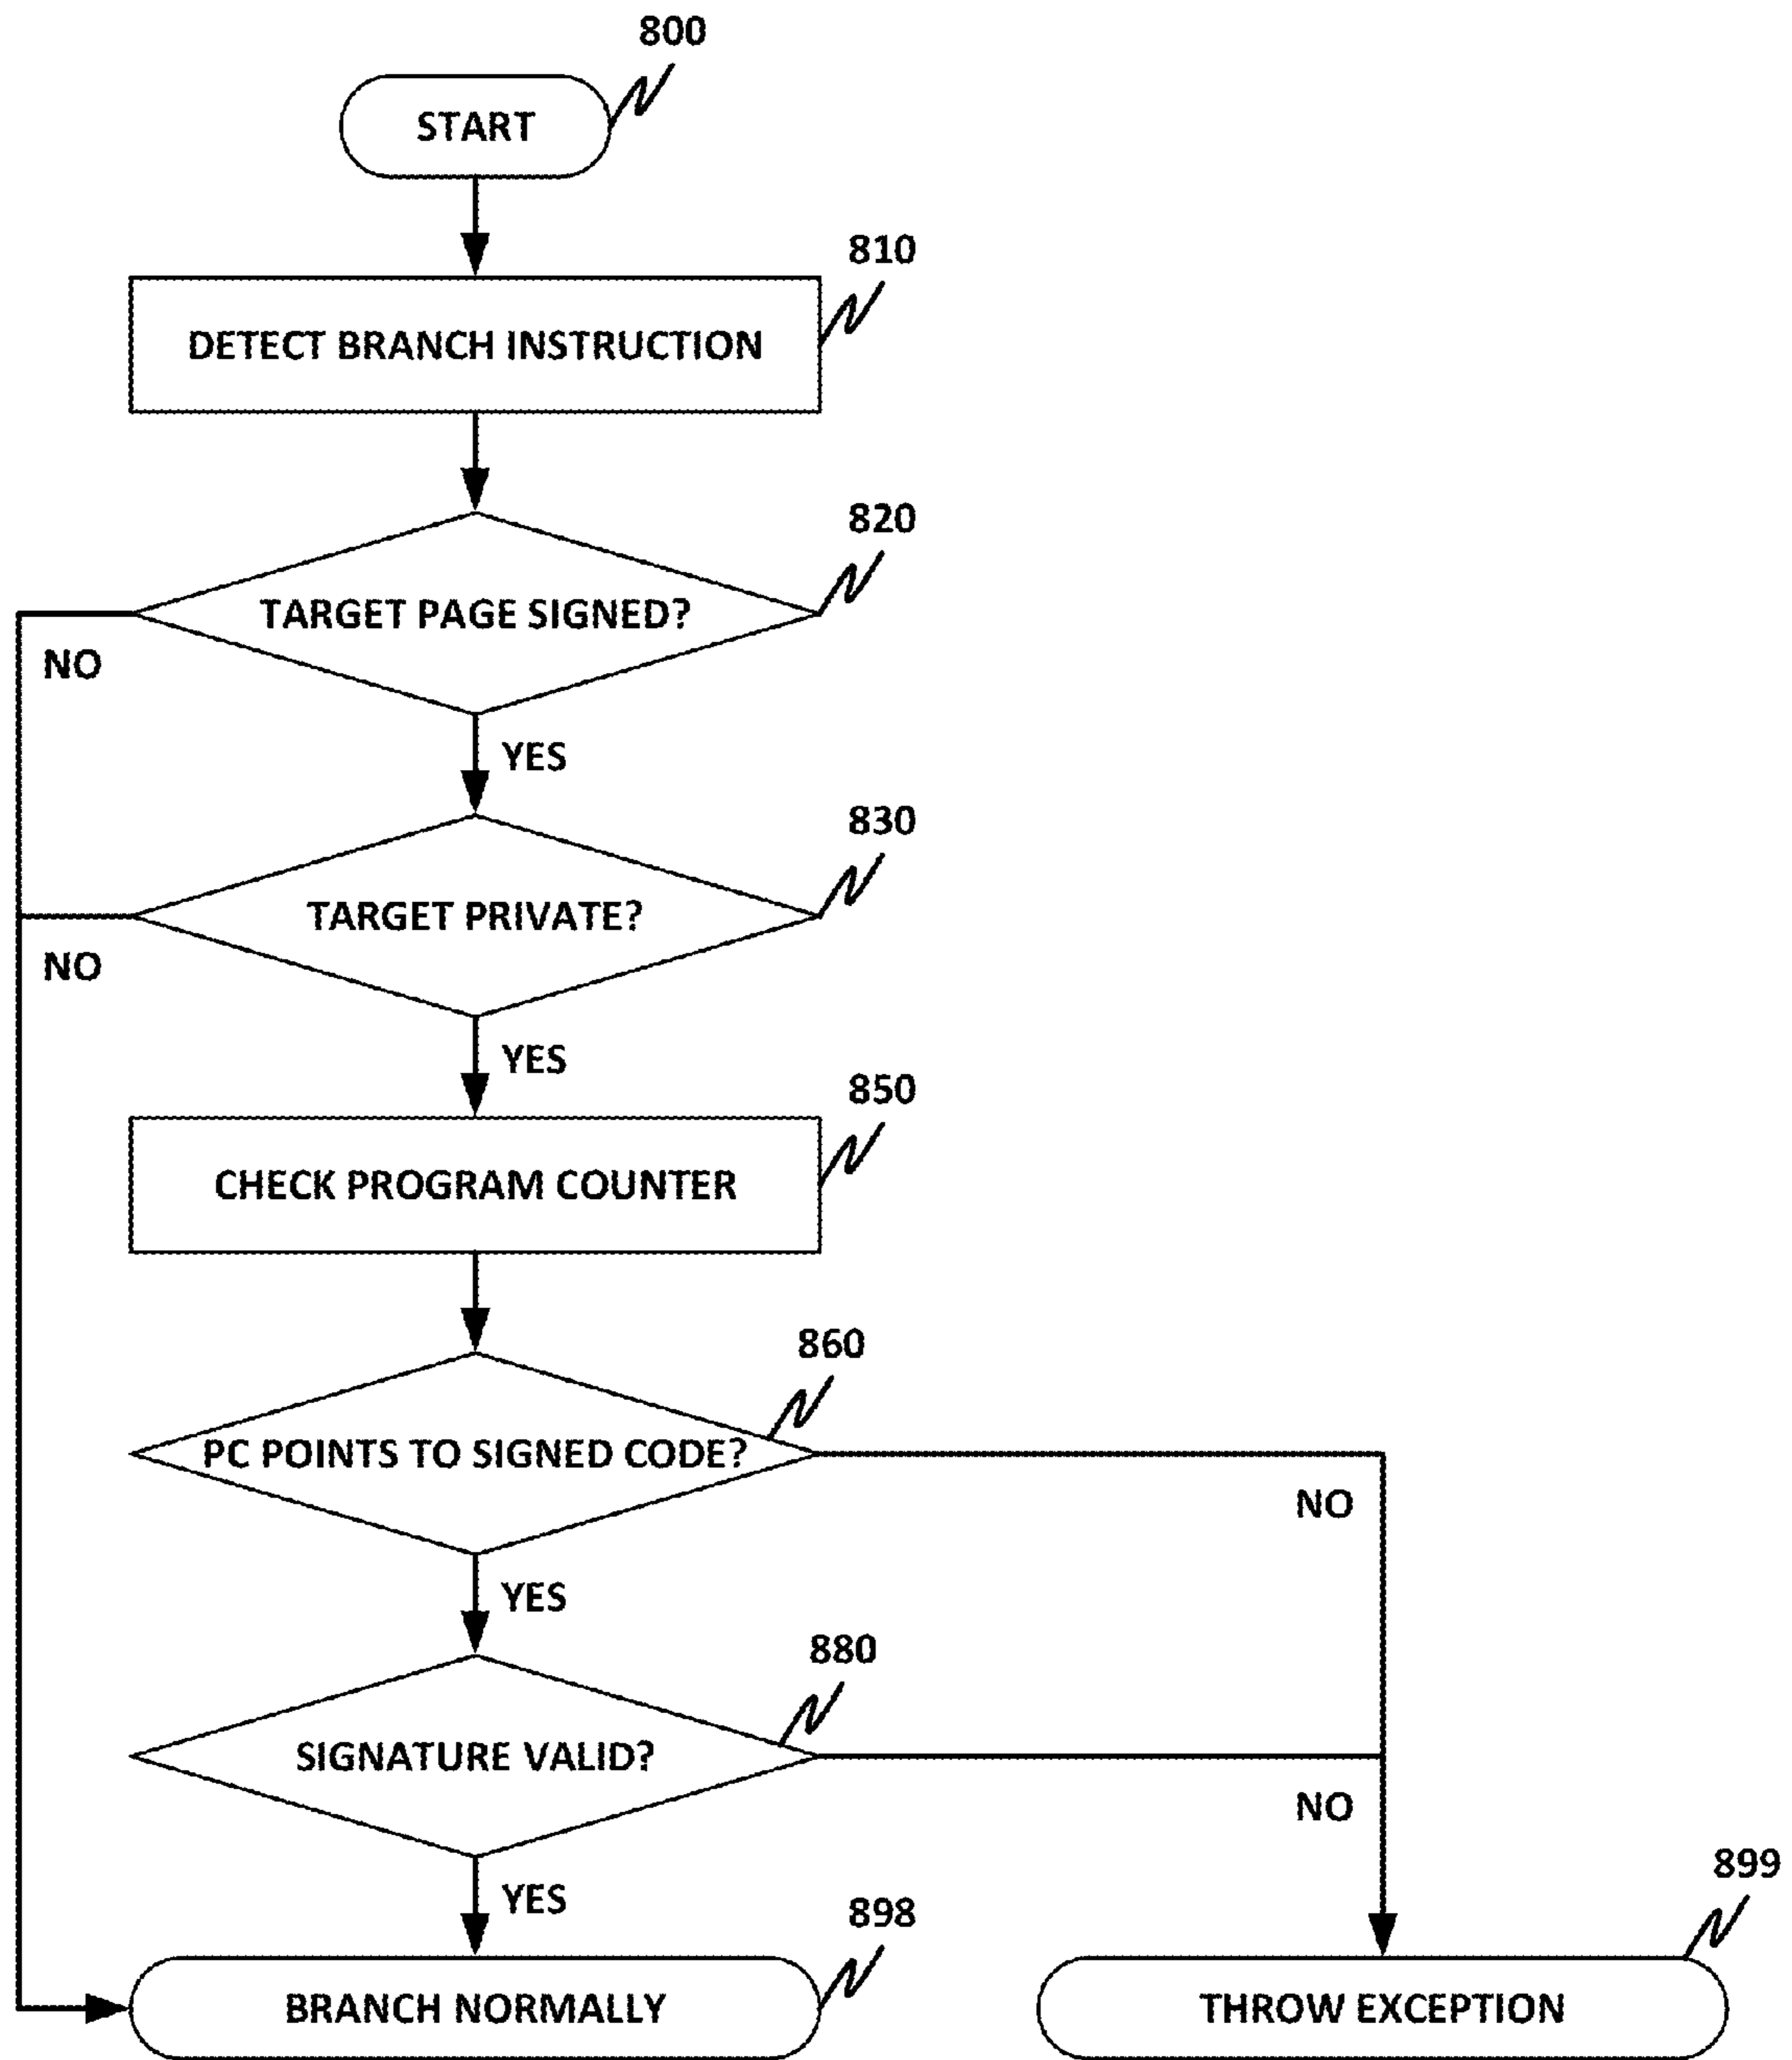 800
START
810
DETECT BRANCH INSTRUCTION
820
TARGET PAGE SIGNED?
NO
YES
830
TARGET PRIVATE?
NO
YES
850
CHECK PROGRAM COUNTER
860
PC POINTS TO SIGNED CODE?
NO
YES
880
SIGNATURE VALID?
NO
YES
898
899
BRANCH NORMALLY
THROW EXCEPTION